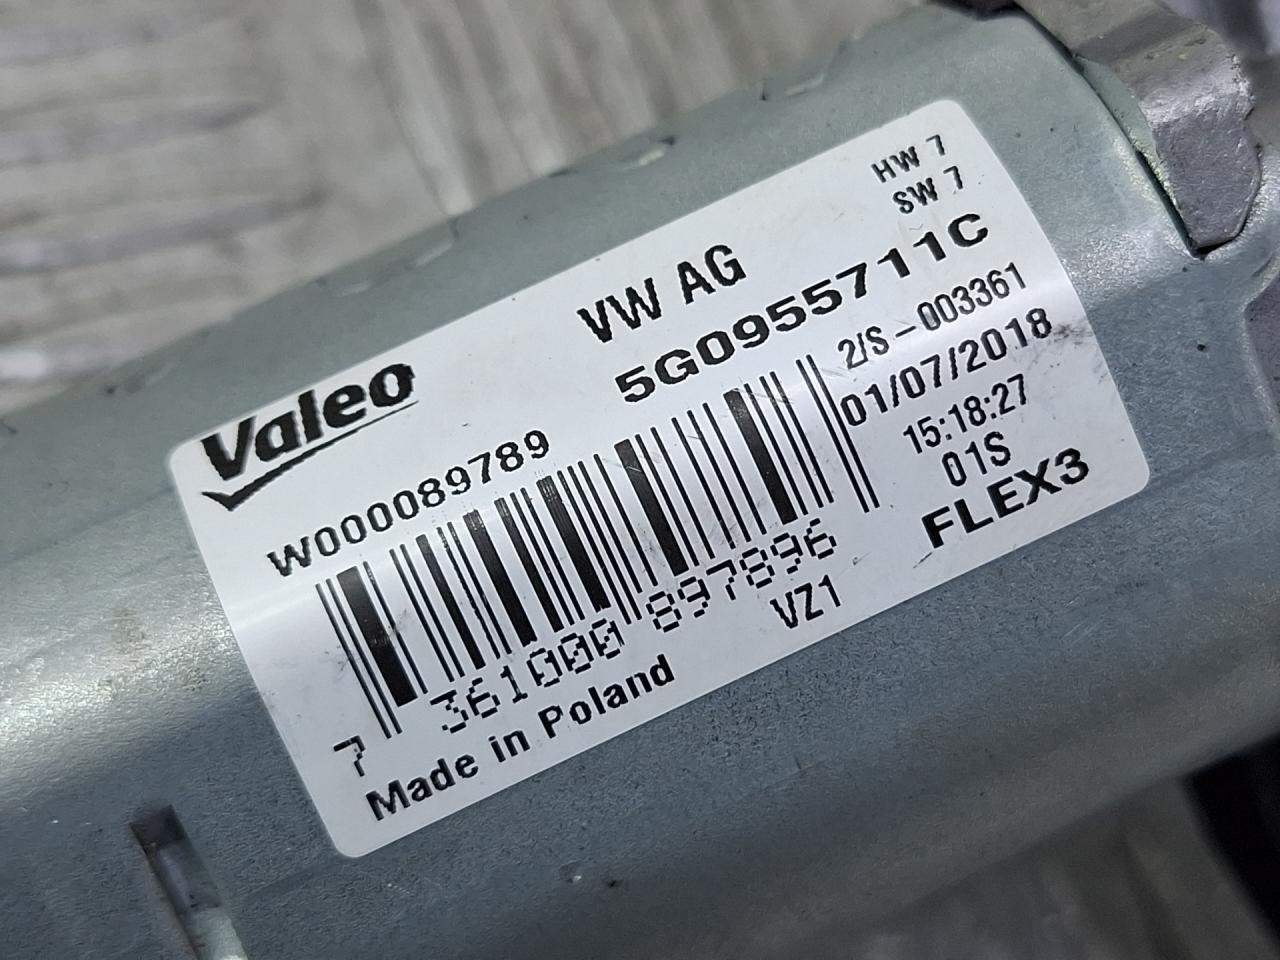 HW 7
SW 7
VW AG
5G0955711C
Valeo
W000089789
2/S - 003361
01/07/2018
15:18:27
01S
FLEX3
7 361000 897896
VZ1
Made in Poland